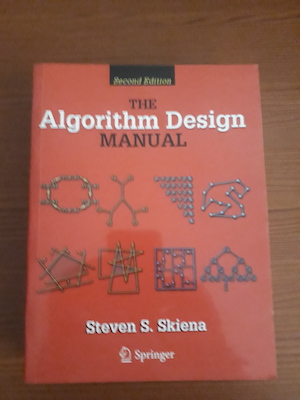 Second Edition
THE
Algorithm Design
MANUAL
Steven S. Skiena
Springer